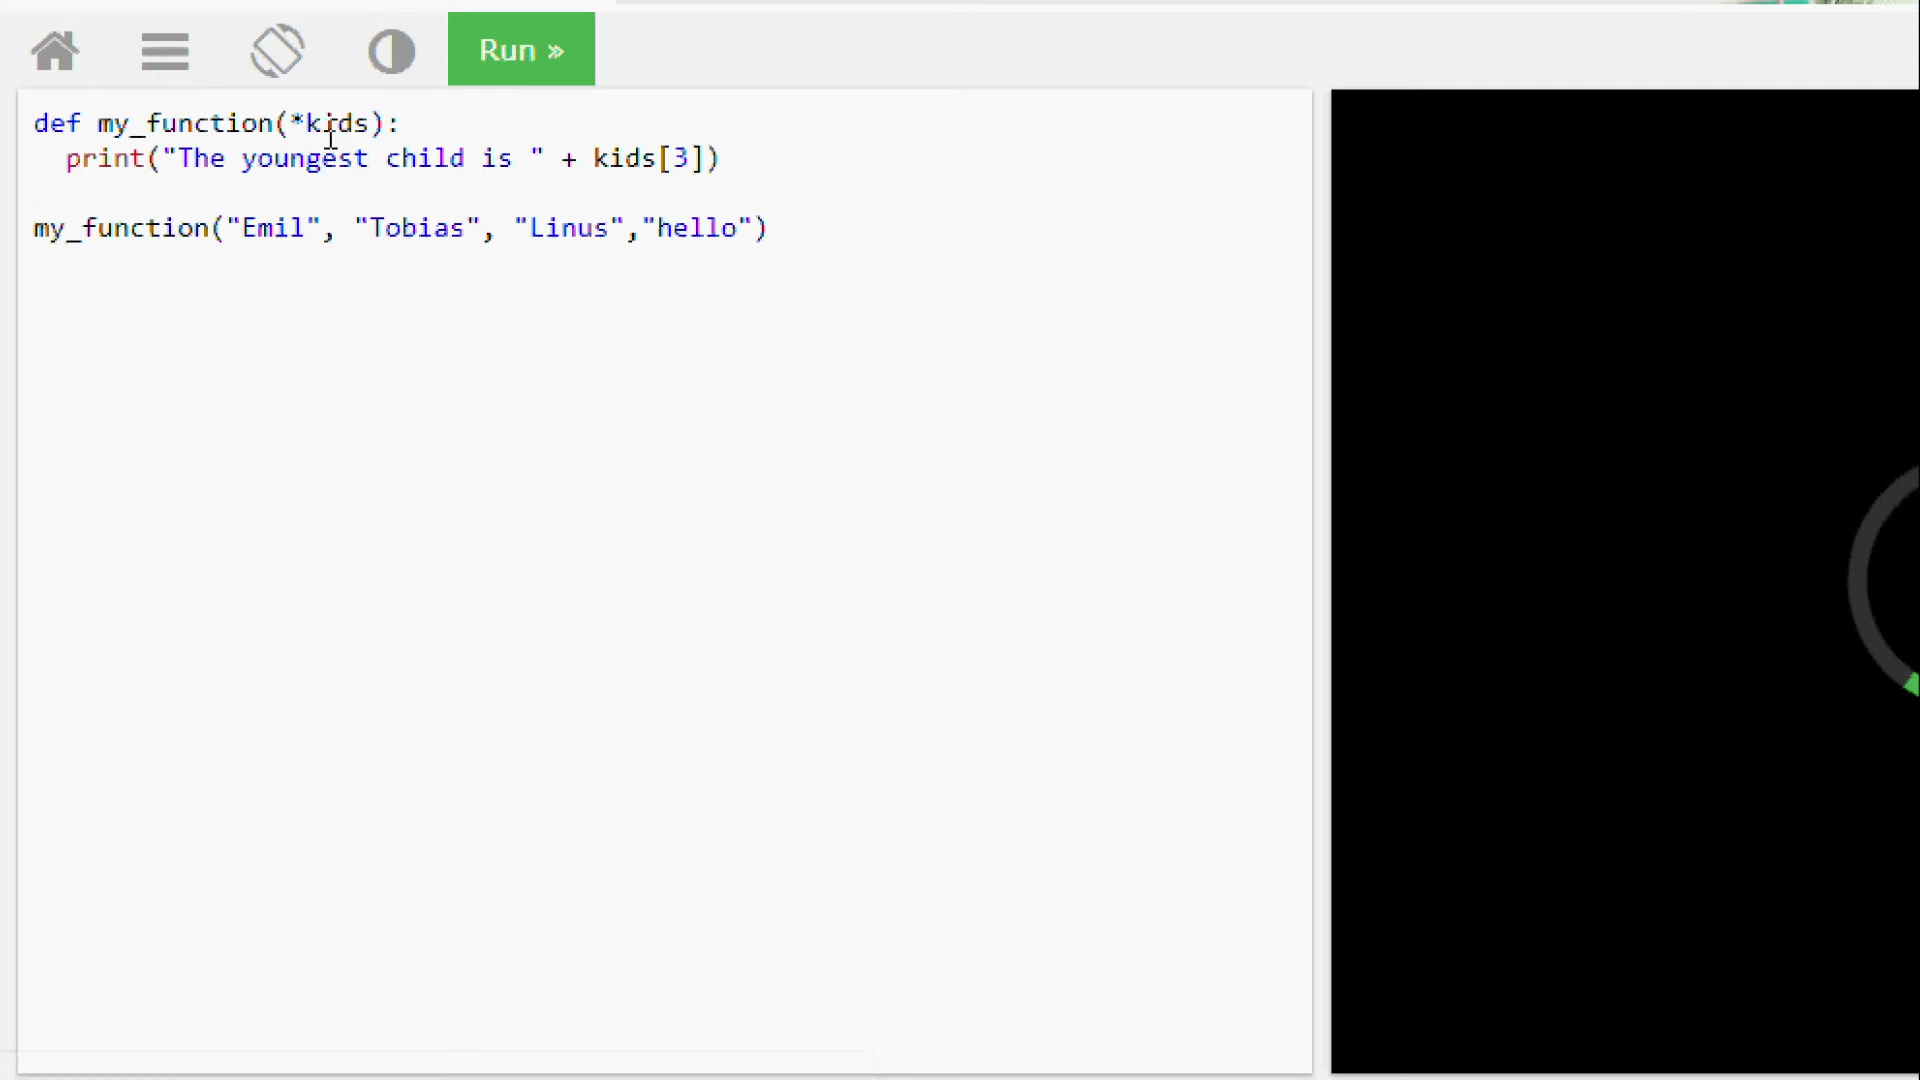 Run »
def my_function(*kids):
  print("The youngest child is " + kids[3])
my_function("Emil", "Tobias", "Linus","hello")